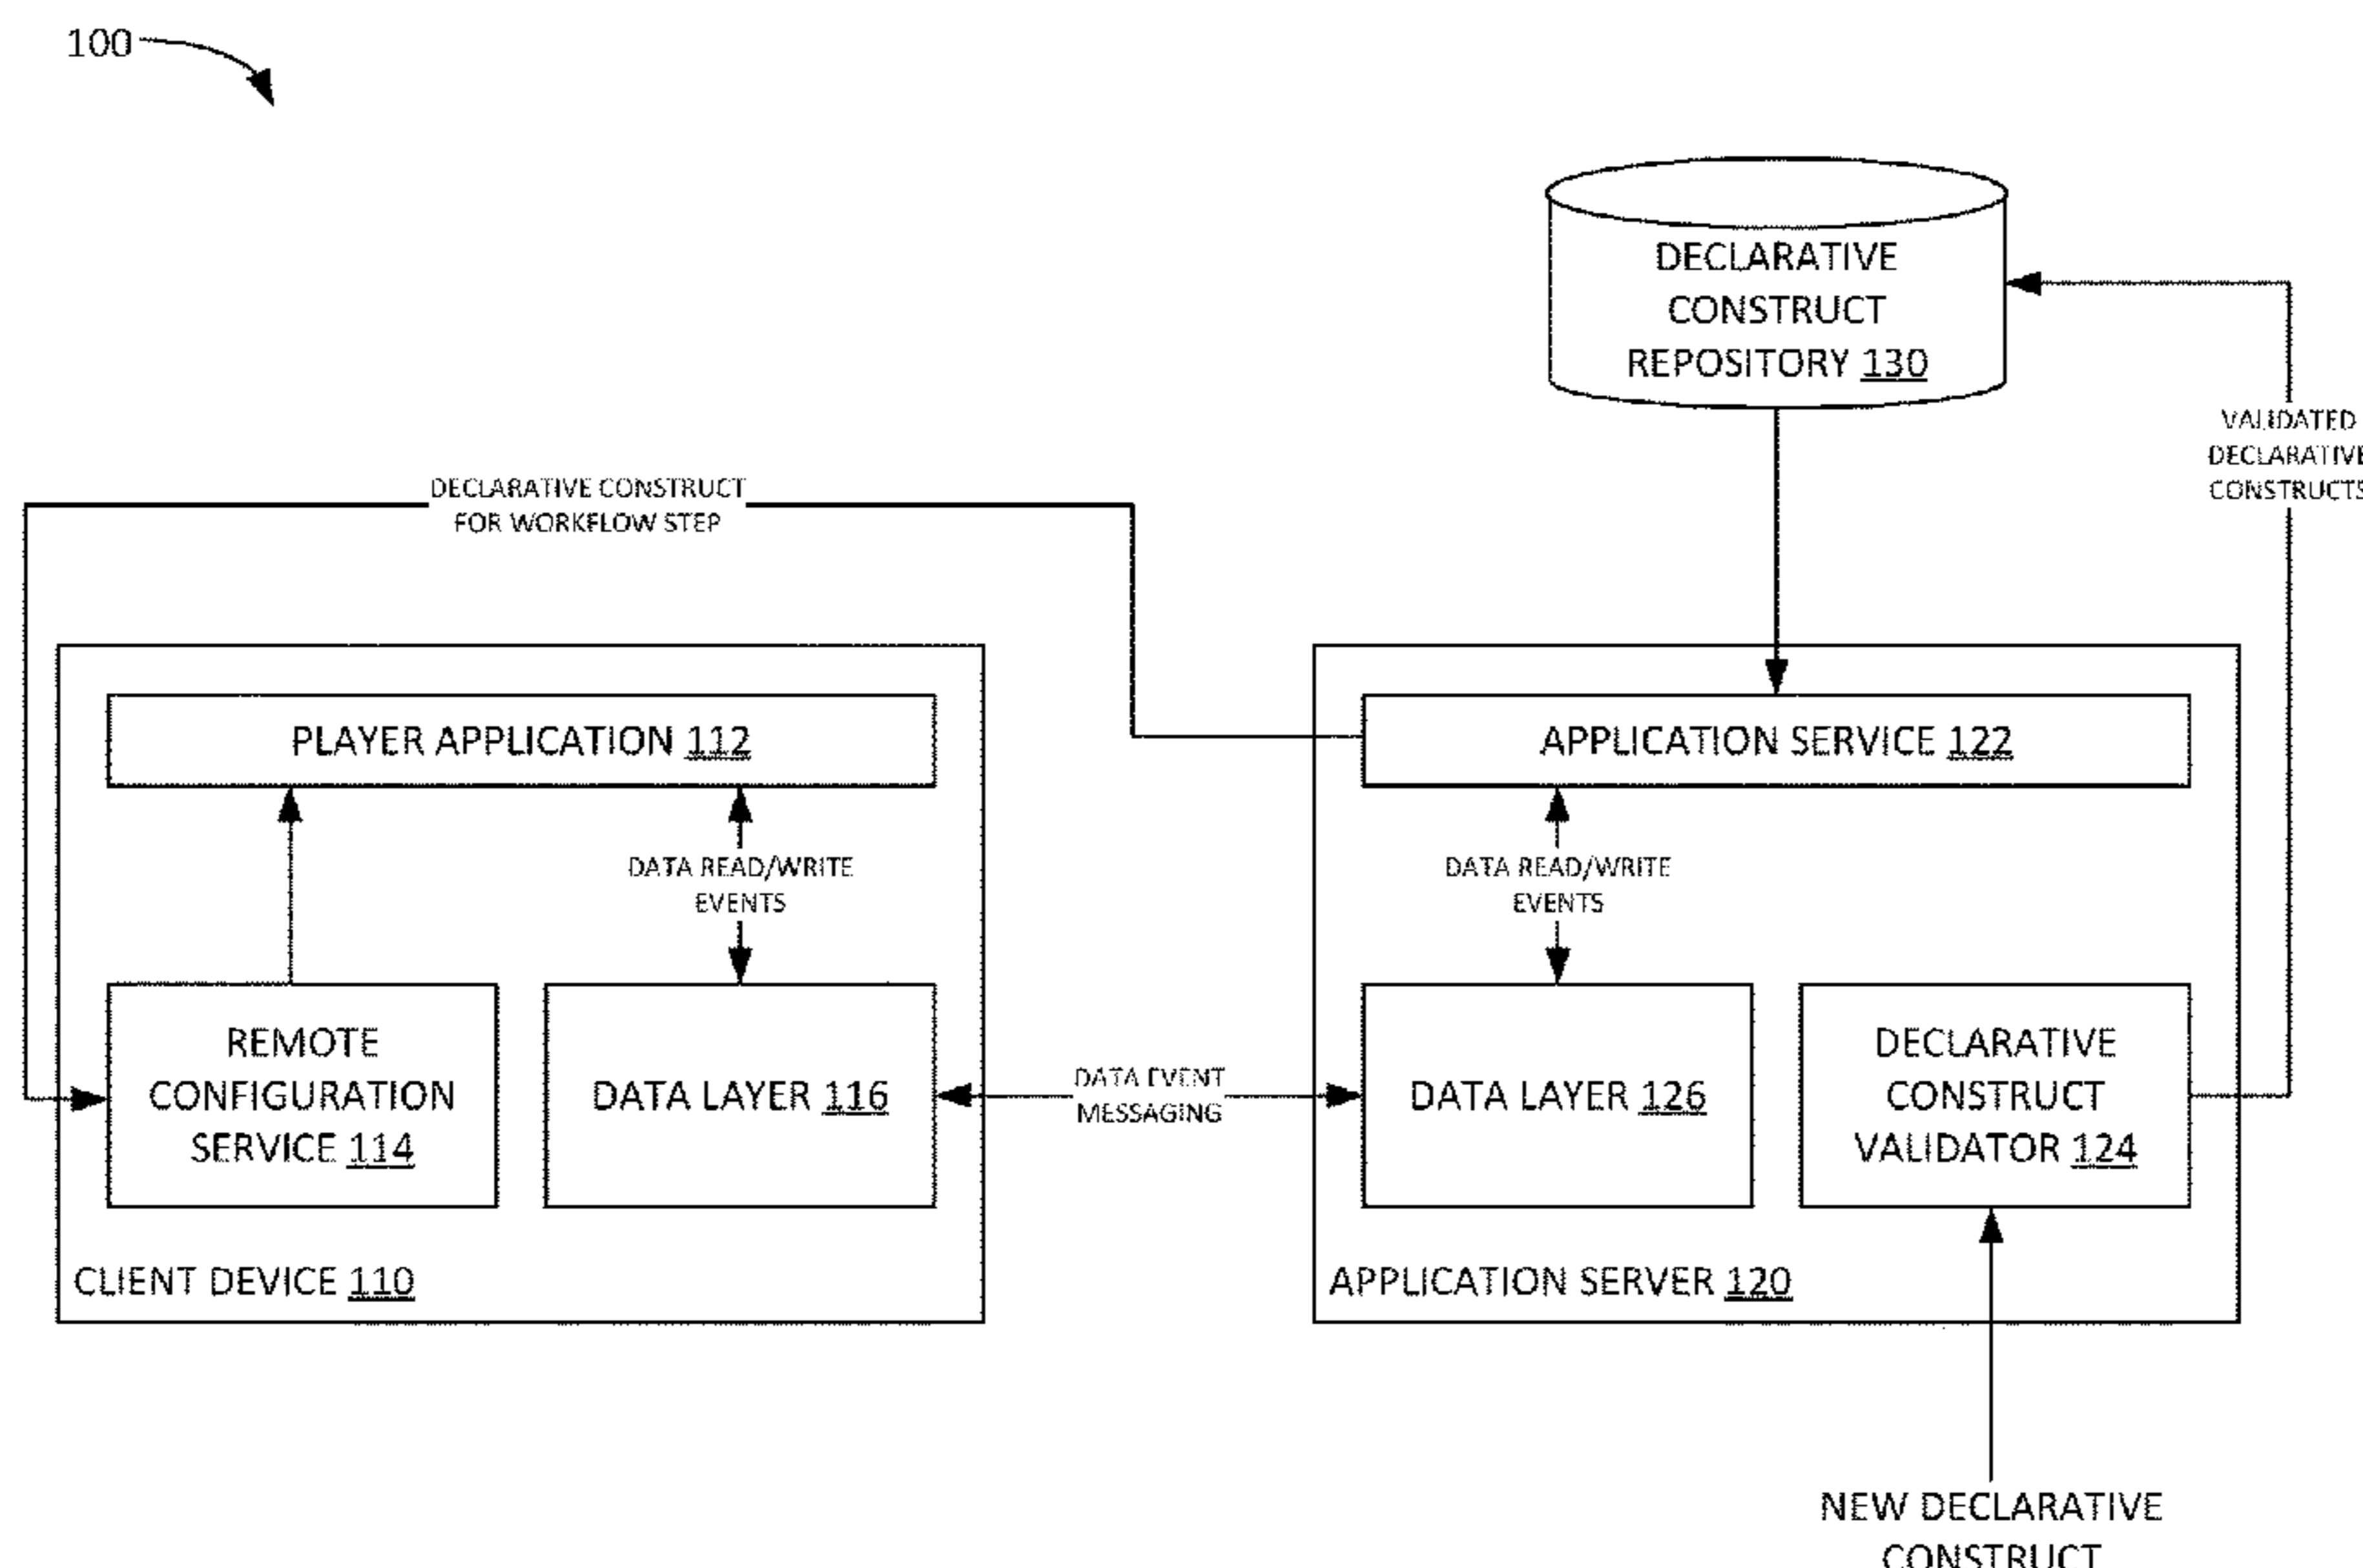 100
DECLARATIVE
CONSTRUCT
REPOSITORY 130
VALIDATED
DECLARATIVE
CONSTRUCTS
DECLARATIVE CONSTRUCT
FOR WORKFLOW STEP
PLAYER APPLICATION 112
APPLICATION SERVICE 122
DATA READ/WRITE
EVENTS
DATA READ/WRITE
EVENTS
REMOTE
CONFIGURATION
SERVICE 114
DATA LAYER 116
DATA EVENT
MESSAGING
DATA LAYER 126
DECLARATIVE
CONSTRUCT
VALIDATOR 124
CLIENT DEVICE 110
APPLICATION SERVER 120
NEW DECLARATIVE
CONSTRUCT